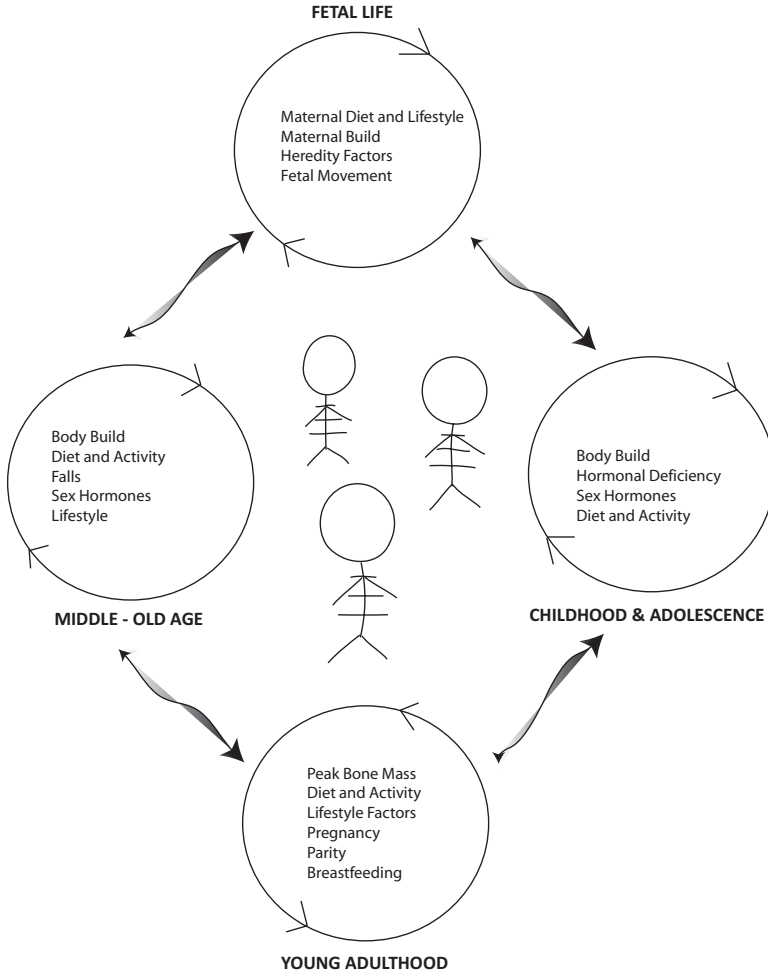 FETAL LIFE
Maternal Diet and Lifestyle
Maternal Build
Heredity Factors
Fetal Movement
Body Build
Diet and Activity
Falls
Sex Hormones
Lifestyle
MIDDLE - OLD AGE
Body Build
Hormonal Deficiency
Sex Hormones
Diet and Activity
CHILDHOOD & ADOLESCENCE
Peak Bone Mass
Diet and Activity
Lifestyle Factors
Pregnancy
Parity
Breastfeeding
YOUNG ADULTHOOD